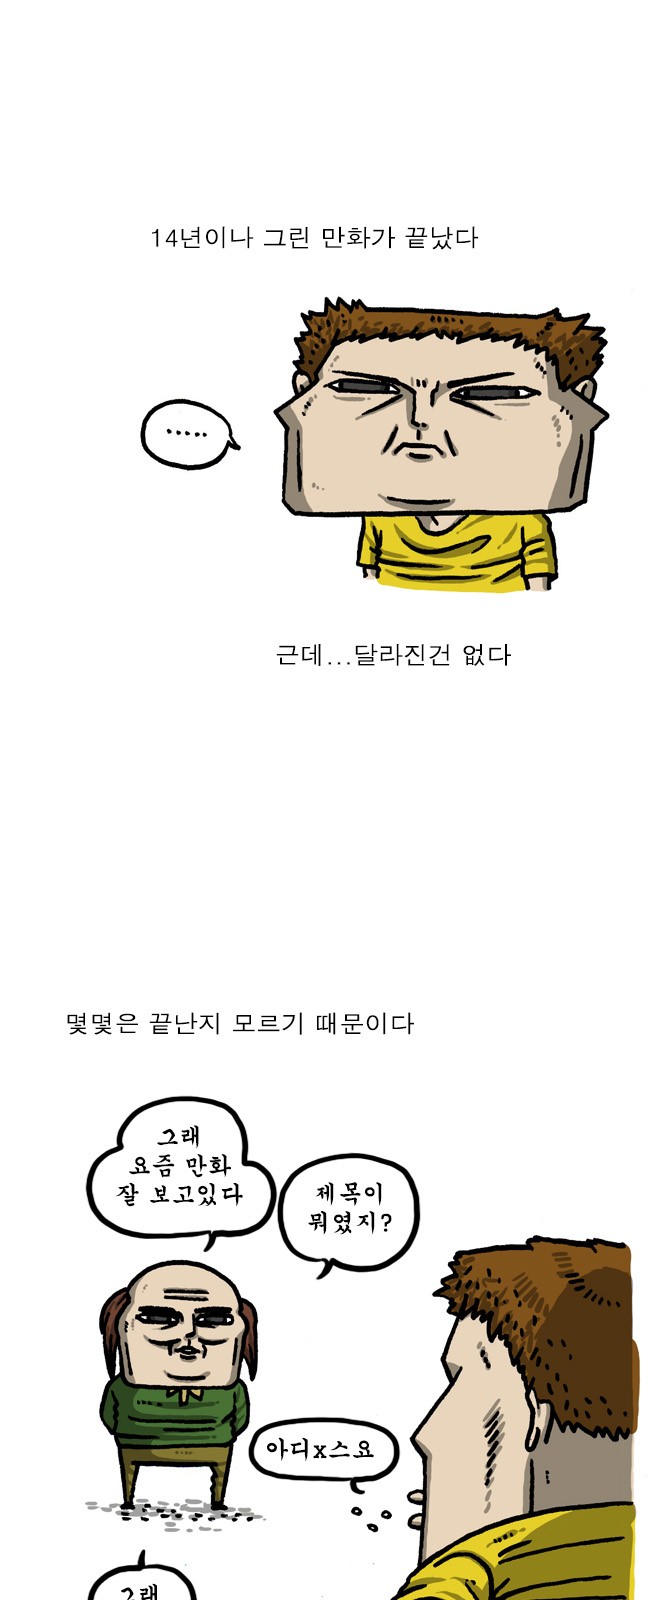 14년이나 그린 만화가 끝났다
......
근데...달라진건 없다
몇몇은 끝난지 모르기 때문이다
그래
요즘 만화
잘 보고있다
제목이
뭐였지?
아디x스요
그래